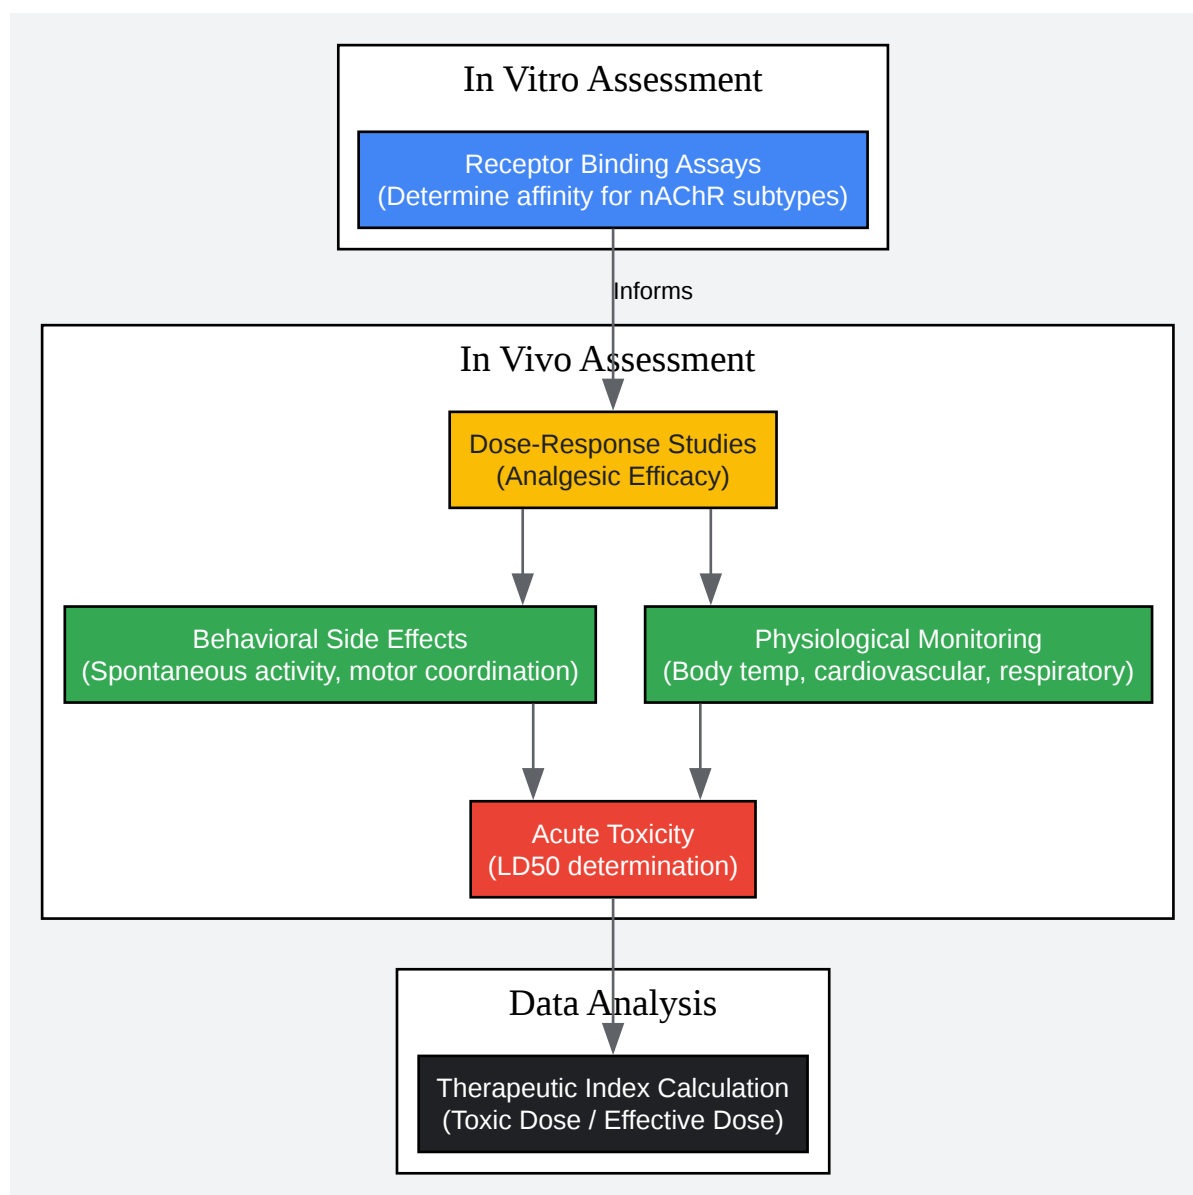 In Vitro Assessment
Receptor Binding Assays
(Determine affinity for nAChR subtypes)
Informs
In Vivo Assessment
Dose-Response Studies
(Analgesic Efficacy)
Behavioral Side Effects
(Spontaneous activity, motor coordination)
Physiological Monitoring
(Body temp, cardiovascular, respiratory)
Acute Toxicity
(LD50 determination)
Data Analysis
Therapeutic Index Calculation
(Toxic Dose / Effective Dose)